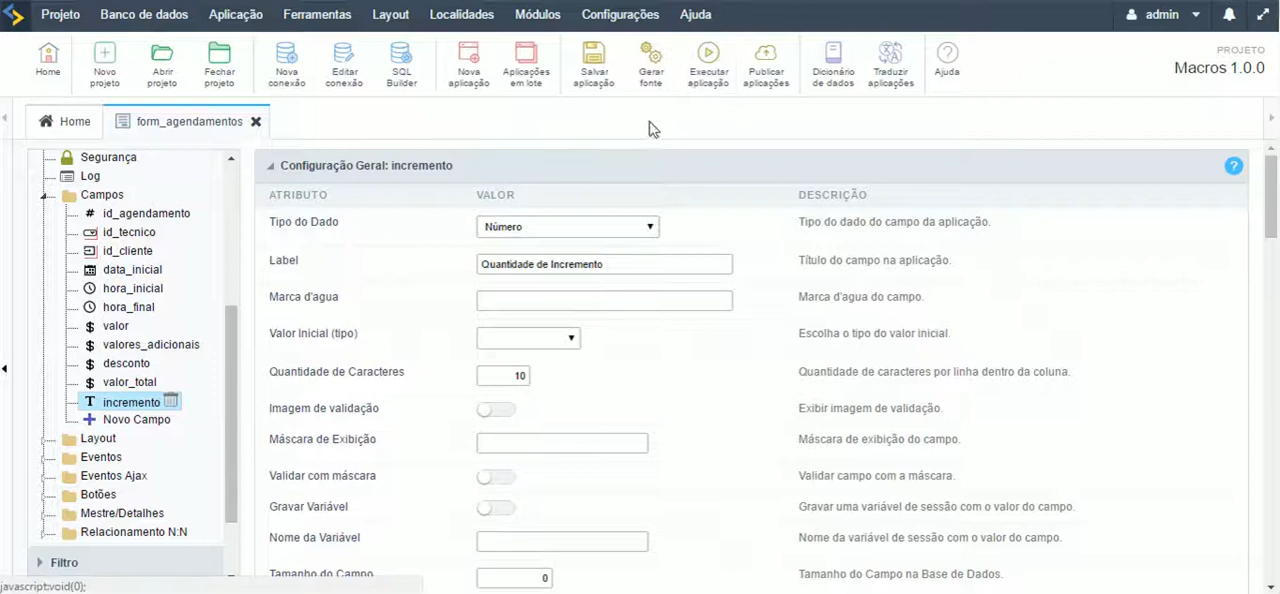 Projeto Banco de dados Aplicação Ferramentas Layout Localidades Módulos Configurações Ajuda admin
Home Novo projeto Abrir projeto Fechar projeto Nova conexão Editar conexão SQL Builder Nova aplicação Aplicações em lote Salvar aplicação Gerar fonte Executar aplicação Publicar aplicações Dicionário de dados Traduzir aplicações Ajuda
PROJETO
Macros 1.0.0
Home form_agendamentos
Segurança
Log
Campos
id_agendamento
id_tecnico
id_cliente
data_inicial
hora_inicial
hora_final
valor
valores_adicionais
desconto
valor_total
incremento
Novo Campo
Layout
Eventos
Eventos Ajax
Botões
Mestre/Detalhes
Relacionamento N:N
Filtro
javascript:void(0);
Configuração Geral: incremento ?
ATRIBUTO VALOR DESCRIÇÃO
Tipo do Dado Número Tipo do dado do campo da aplicação.
Label Quantidade de Incremento Título do campo na aplicação.
Marca d'agua Marca d'agua do campo.
Valor Inicial (tipo) Escolha o tipo do valor inicial.
Quantidade de Caracteres 10 Quantidade de caracteres por linha dentro da coluna.
Imagem de validação Exibir imagem de validação.
Máscara de Exibição Máscara de exibição do campo.
Validar com máscara Validar campo com a máscara.
Gravar Variável Gravar uma variável de sessão com o valor do campo.
Nome da Variável Nome da variável de sessão com o valor do campo.
Tamanho do Campo 0 Tamanho do Campo na Base de Dados.